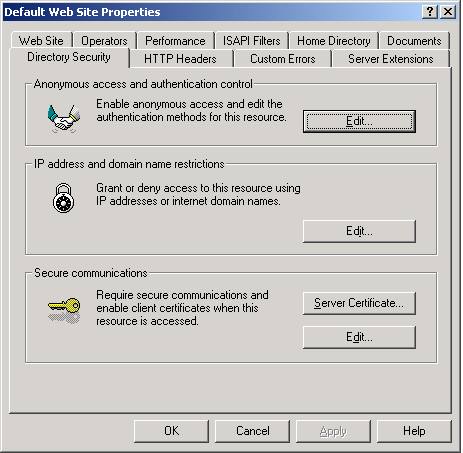 Default Web Site Properties
Web Site Operators Performance ISAPI Filters Home Directory Documents
Directory Security HTTP Headers Custom Errors Server Extensions
Anonymous access and authentication control
Enable anonymous access and edit the
authentication methods for this resource.
Edit...
IP address and domain name restrictions
Grant or deny access to this resource using
IP addresses or internet domain names.
Edit...
Secure communications
Require secure communications and
enable client certificates when this
resource is accessed.
Server Certificate...
Edit...
OK Cancel Apply Help